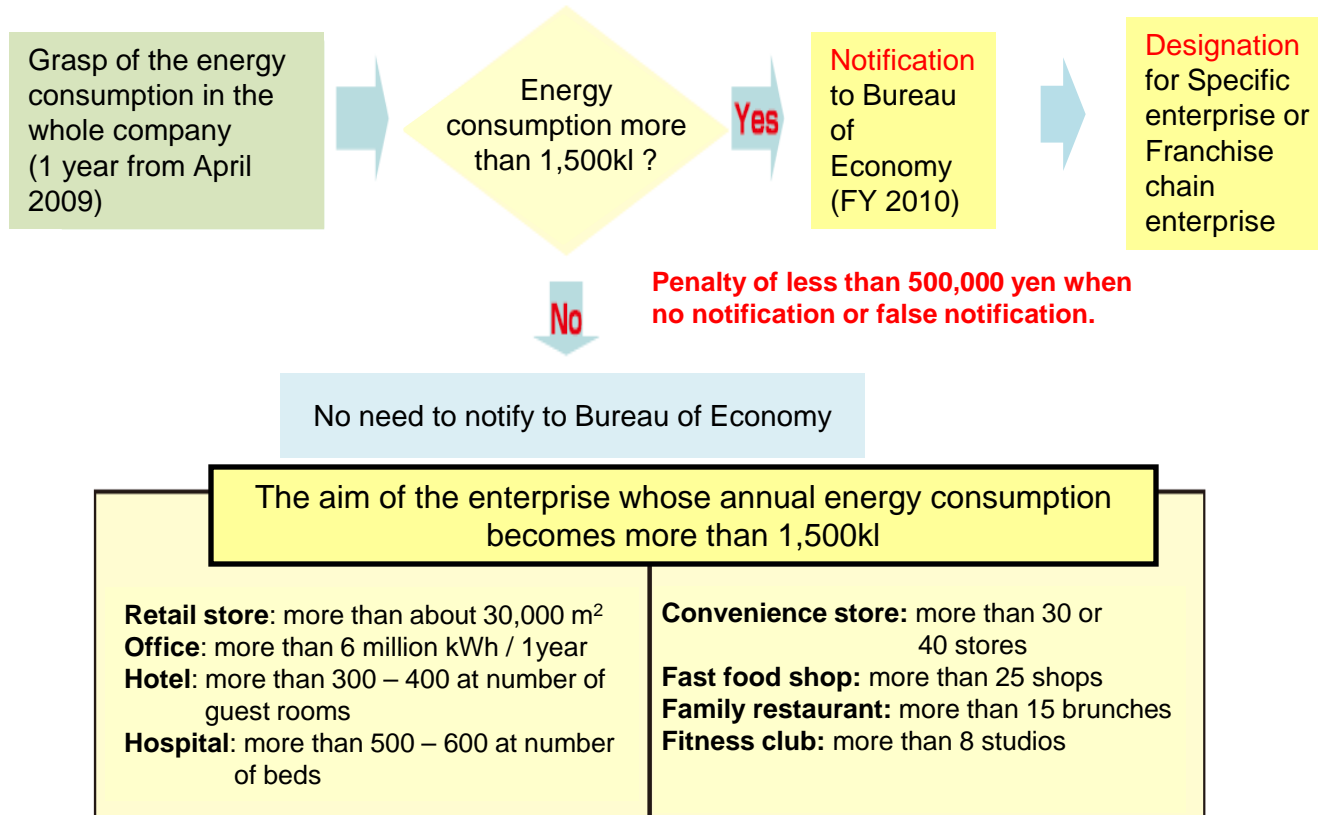 Grasp of the energy
consumption in the
whole company
(1 year from April
2009)
Energy
consumption more
than 1,500kl ?
Yes
Notification
to Bureau
of
Economy
(FY 2010)
Designation
for Specific
enterprise or
Franchise
chain
enterprise
No
Penalty of less than 500,000 yen when
no notification or false notification.
No need to notify to Bureau of Economy
The aim of the enterprise whose annual energy consumption
becomes more than 1,500kl
Retail store: more than about 30,000 m²
Office: more than 6 million kWh / 1year
Hotel: more than 300 – 400 at number of
guest rooms
Hospital: more than 500 – 600 at number
of beds
Convenience store: more than 30 or
40 stores
Fast food shop: more than 25 shops
Family restaurant: more than 15 brunches
Fitness club: more than 8 studios